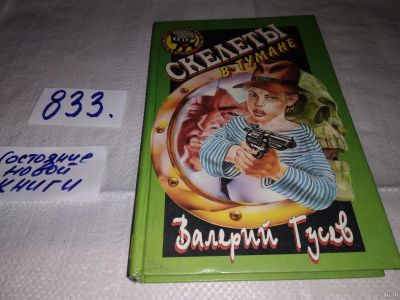 833.
Состояние
новой
книги
СКЕЛЕТЫ
В ТУМАНЕ
Валерий Гусев